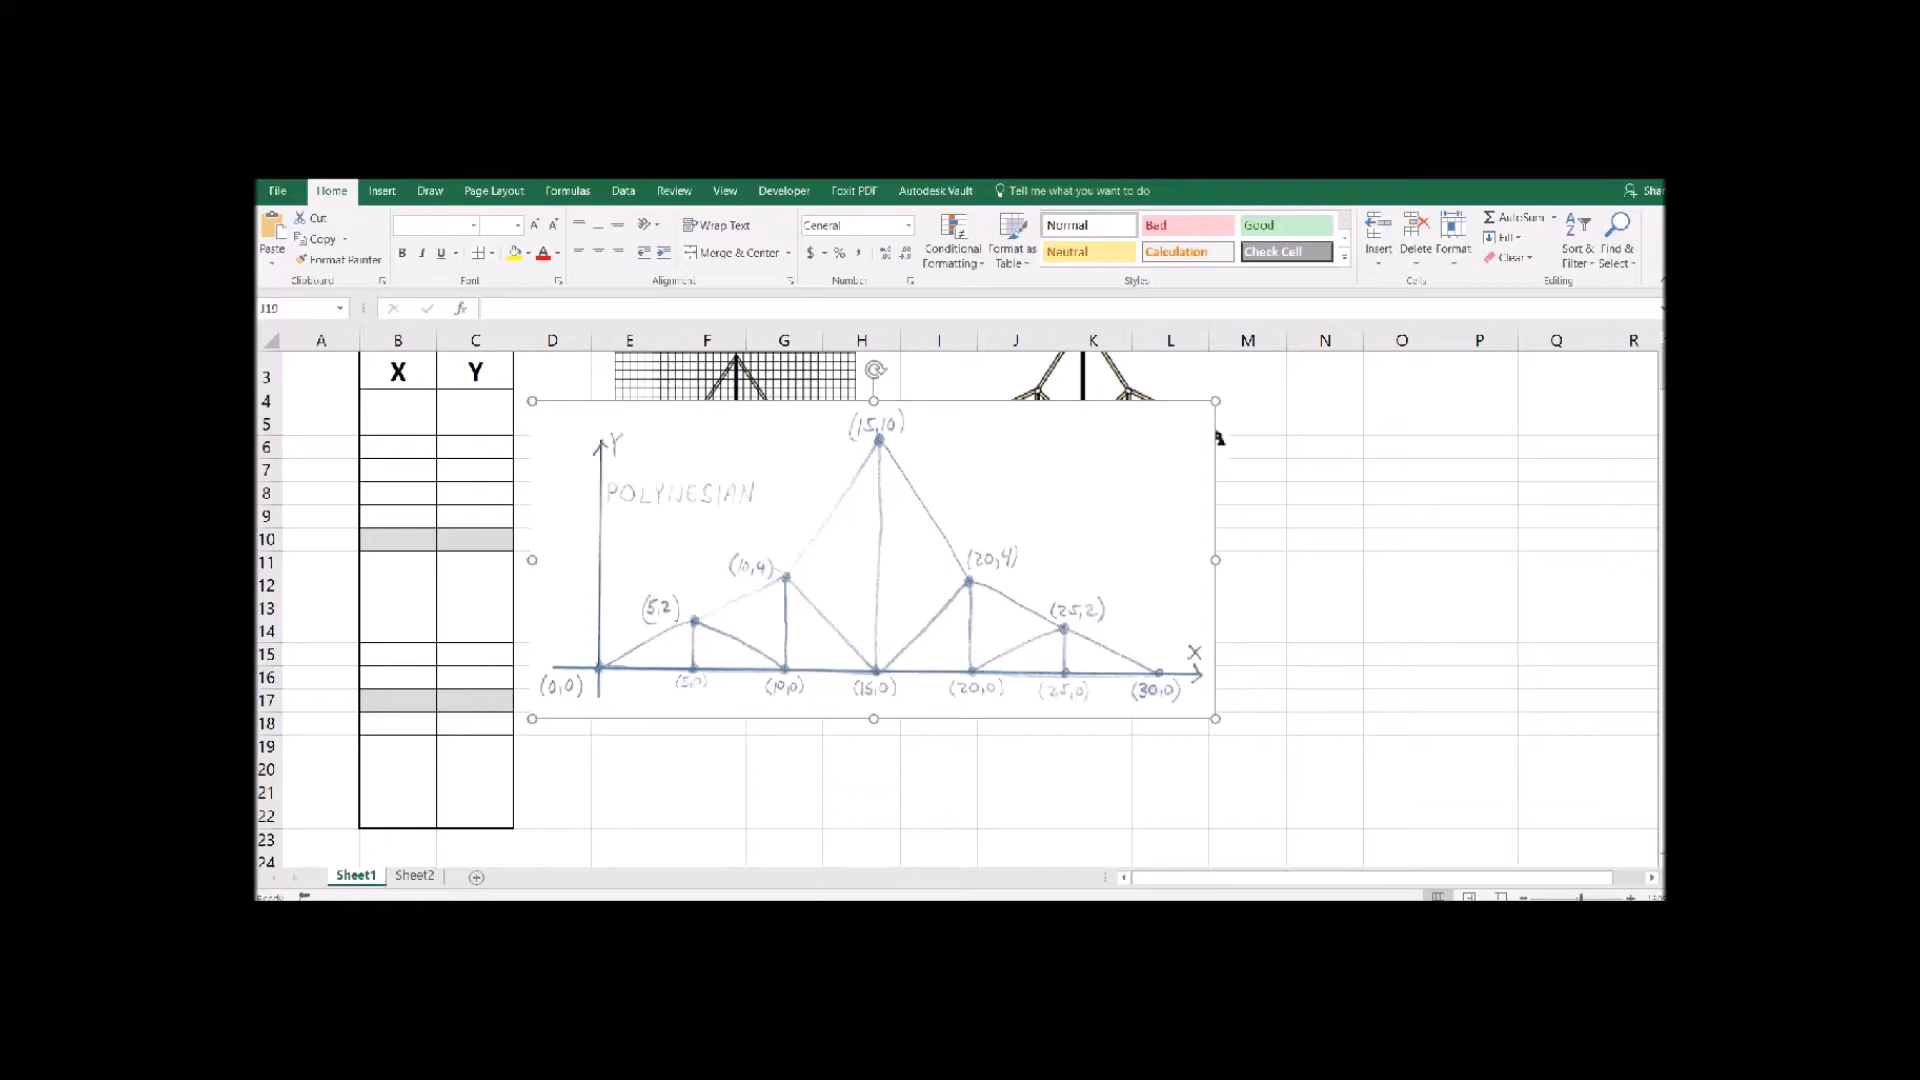 File Home Insert Draw Page Layout Formulas Data Review View Developer Foxit PDF Autodesk Vault Tell me what you want to do
Paste
Cut
Copy
Format Painter
Clipboard
B I U
Font
Wrap Text
Merge & Center
Alignment
General
$ % ,
Number
Conditional Formatting
Format as Table
Normal Bad Good
Neutral Calculation Check Cell
Styles
Insert Delete Format
Cells
AutoSum
Fill
Clear
Sort & Filter
Find & Select
Editing
J19 fx
A B C D E F G H I J K L M N O P Q R
3 X Y
4
5
6
7
8
9
10
11
12
13
14
15
16
17
18
19
20
21
22
23
24
Y
POLYNESIAN
(15,10)
(10,4) (20,4)
(5,2) (25,2)
X
(0,0) (5,0) (10,0) (15,0) (20,0) (25,0) (30,0)
Sheet1 Sheet2